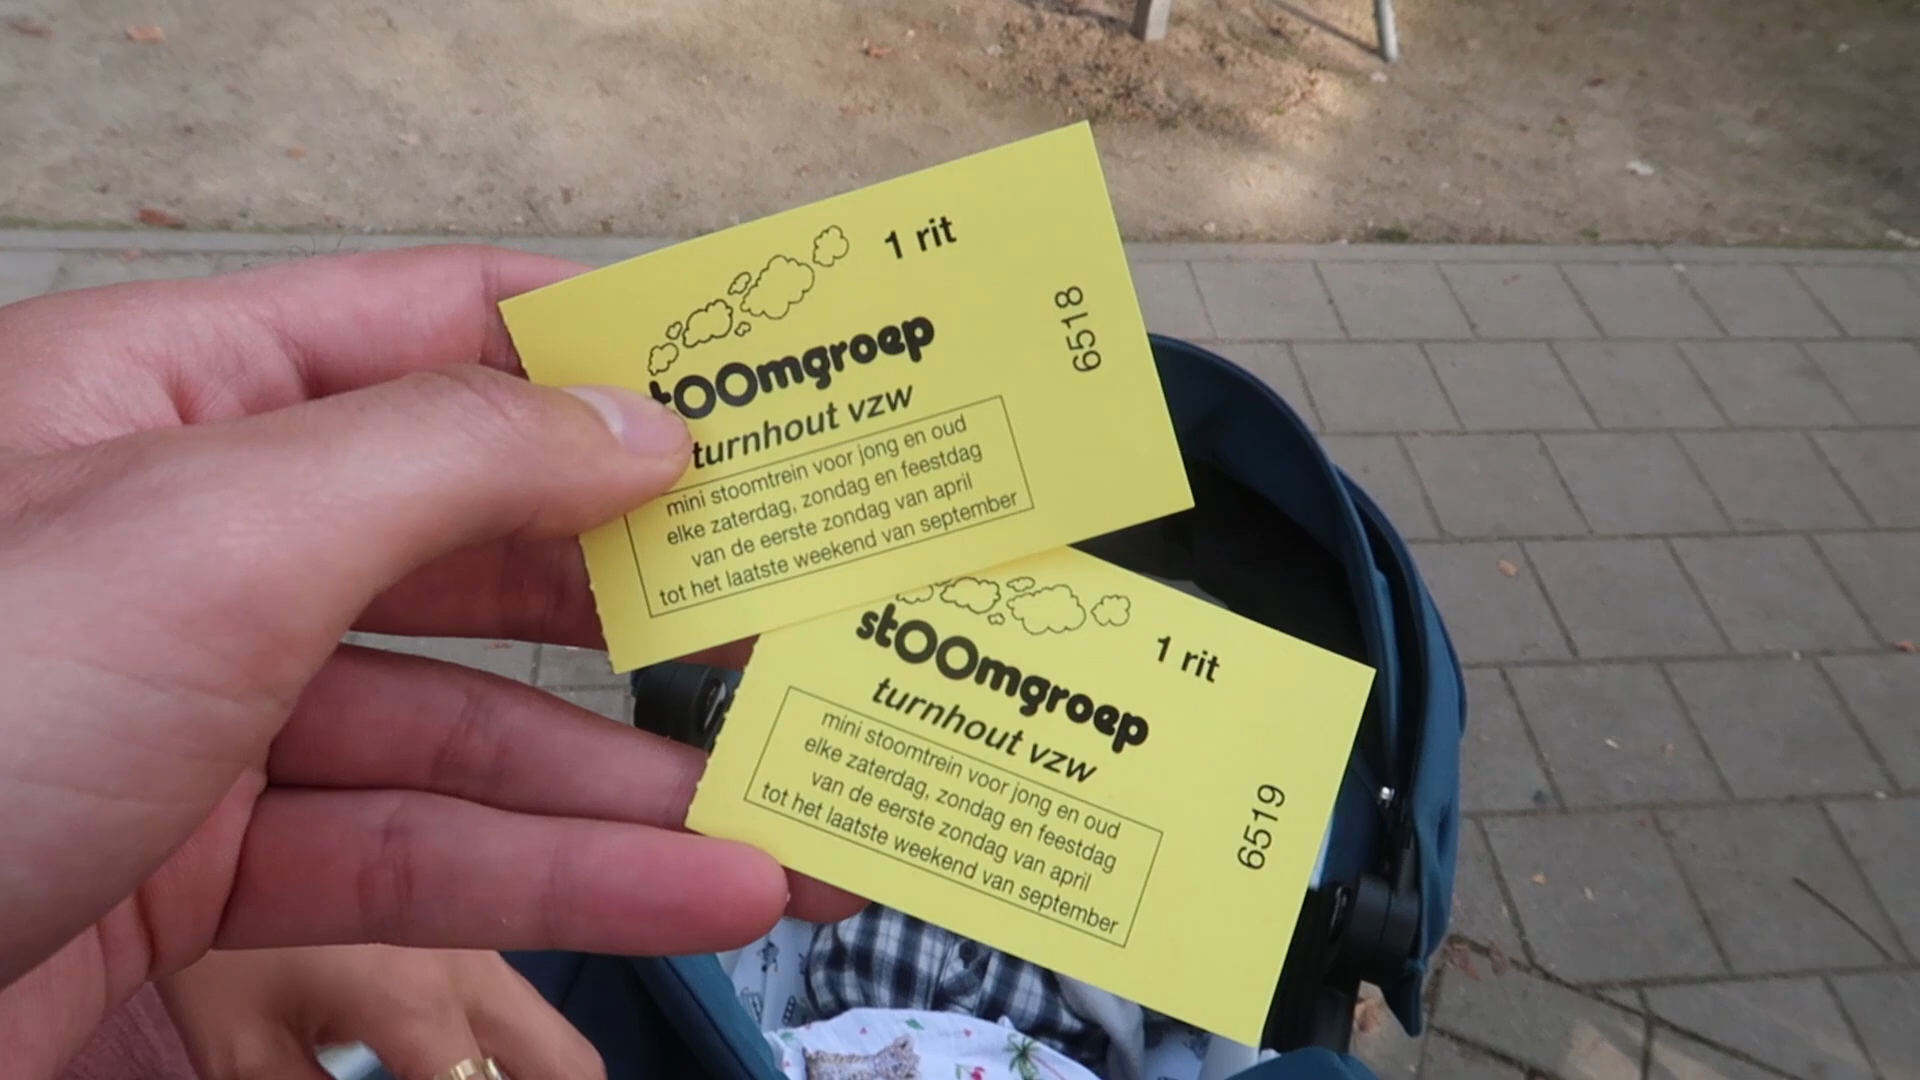 1 rit
stoomgroep
turnhout vzw
mini stoomtrein voor jong en oud
elke zaterdag, zondag en feestdag
van de eerste zondag van april
tot het laatste weekend van september
6518
1 rit
stoomgroep
turnhout vzw
mini stoomtrein voor jong en oud
elke zaterdag, zondag en feestdag
van de eerste zondag van april
tot het laatste weekend van september
6519